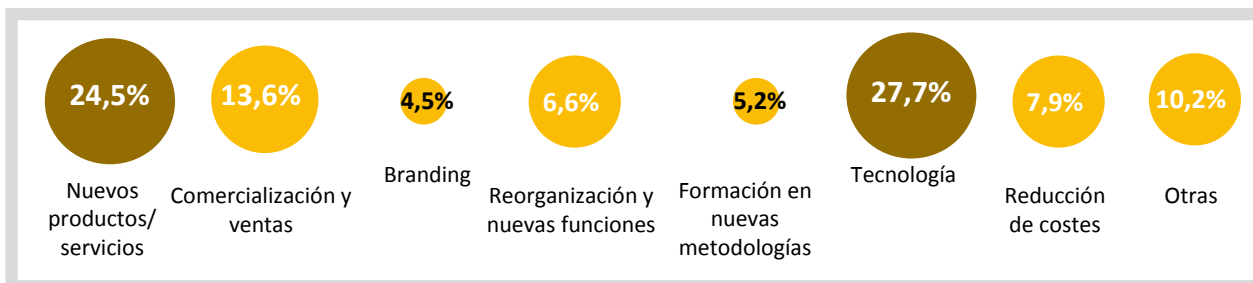 24,5%
13,6%
4,5%
6,6%
5,2%
27,7%
7,9%
10,2%
Nuevos
productos/
servicios
Comercialización y
ventas
Branding
Reorganización y
nuevas funciones
Formación en
nuevas
metodologías
Tecnología
Reducción
de costes
Otras